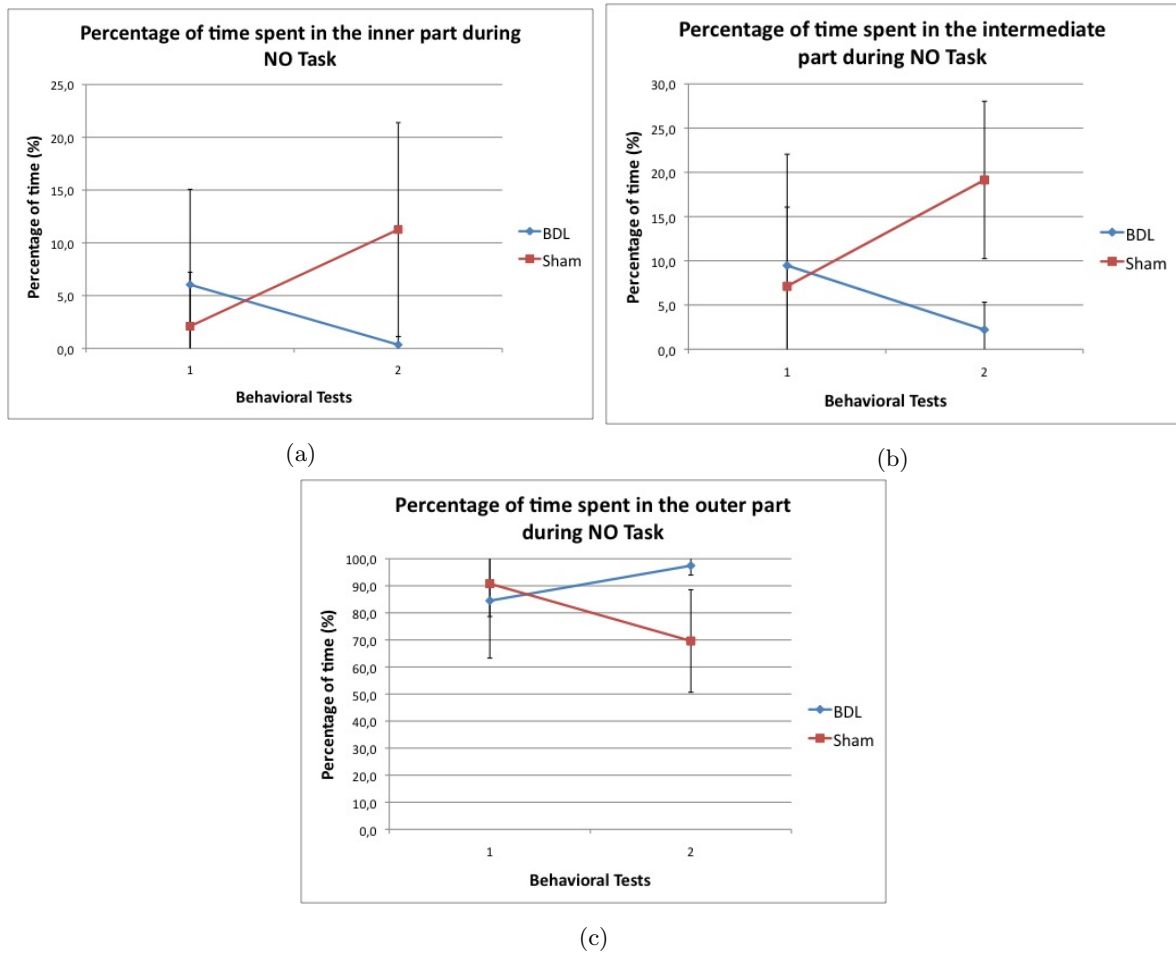 Percentage of time spent in the inner part during
NO Task
Percentage of time (%)
25,0
20,0
15,0
10,0
5,0
0,0
1
2
Behavioral Tests
BDL
Sham
(a)
Percentage of time spent in the intermediate
part during NO Task
Percentage of time (%)
30,0
25,0
20,0
15,0
10,0
5,0
0,0
1
2
Behavioral Tests
BDL
Sham
(b)
Percentage of time spent in the outer part
during NO Task
Percentage of time (%)
100,0
90,0
80,0
70,0
60,0
50,0
40,0
30,0
20,0
10,0
0,0
1
2
Behavioral Tests
BDL
Sham
(c)